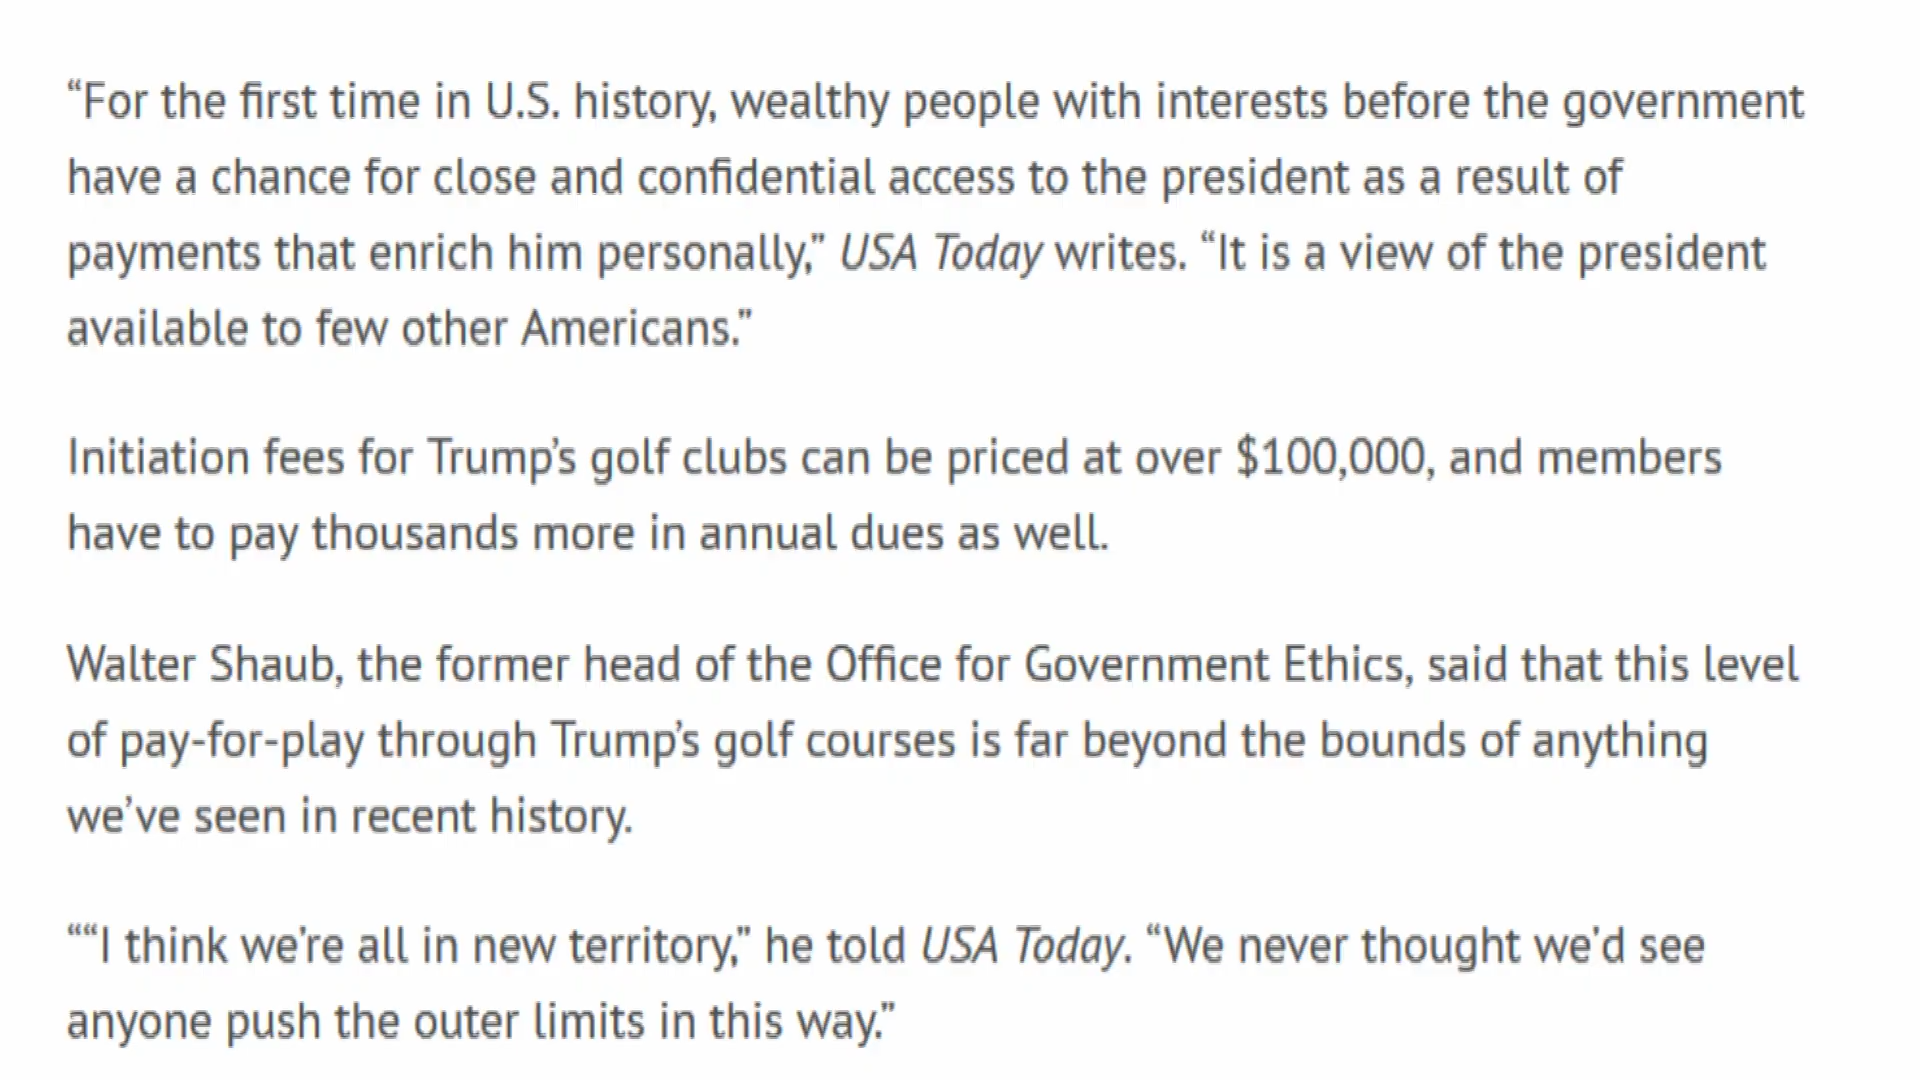 “For the first time in U.S. history, wealthy people with interests before the government
have a chance for close and confidential access to the president as a result of
payments that enrich him personally,” USA Today writes. “It is a view of the president
available to few other Americans.”
Initiation fees for Trump’s golf clubs can be priced at over $100,000, and members
have to pay thousands more in annual dues as well.
Walter Shaub, the former head of the Office for Government Ethics, said that this level
of pay-for-play through Trump’s golf courses is far beyond the bounds of anything
we’ve seen in recent history.
““I think we're all in new territory,” he told USA Today. “We never thought we’d see
anyone push the outer limits in this way.”